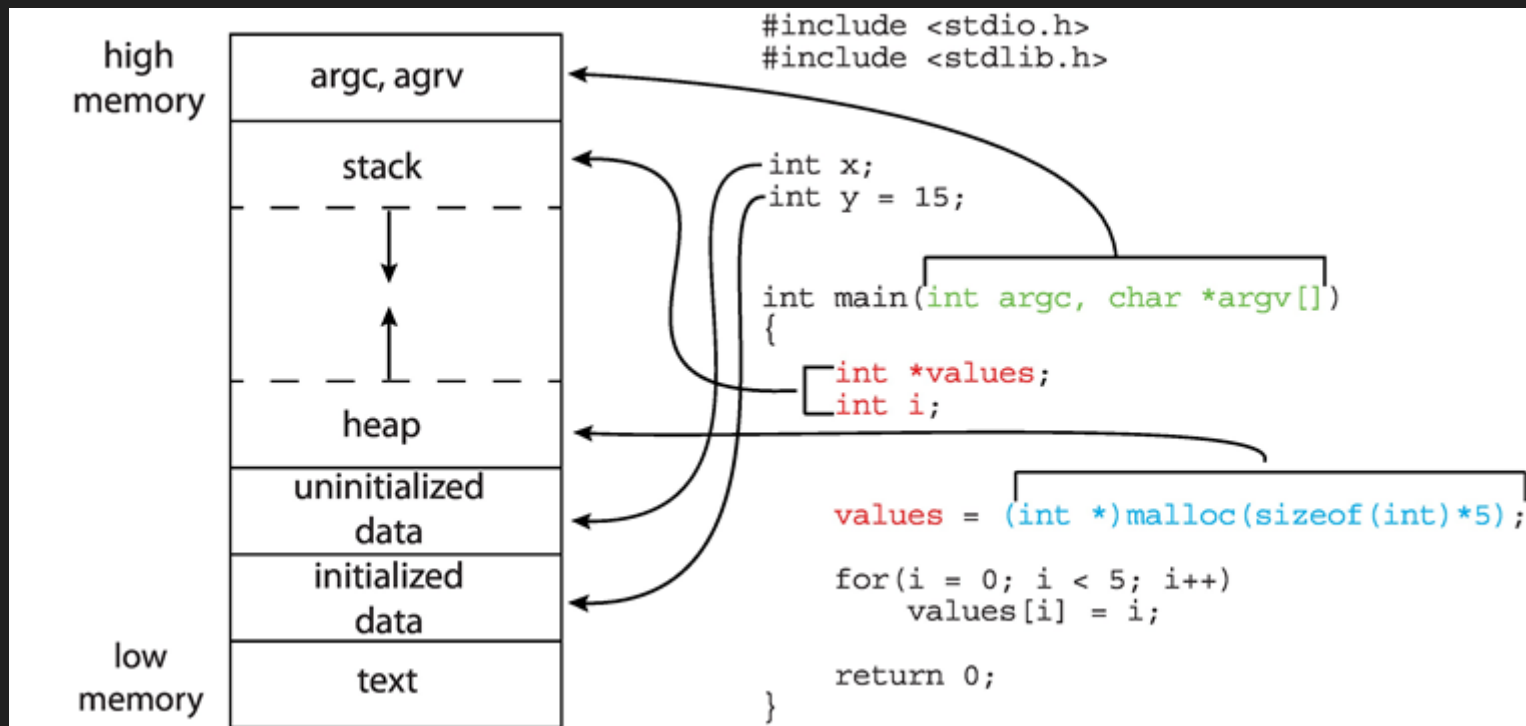 high
memory
argc, agrv
stack
heap
uninitialized
data
initialized
data
low
memory
text
#include <stdio.h>
#include <stdlib.h>
int x;
int y = 15;
int main(int argc, char *argv[])
{
int *values;
int i;
values = (int *)malloc(sizeof(int)*5);
for(i = 0; i < 5; i++)
values[i] = i;
return 0;
}